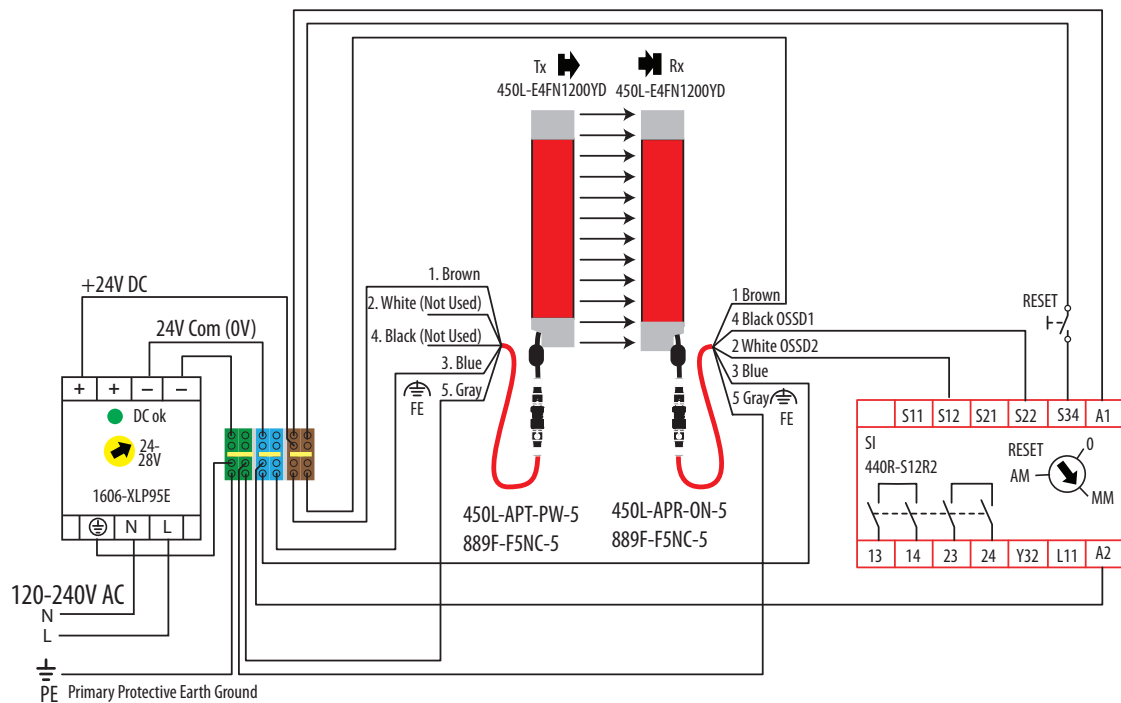 Tx
Rx
450L-E4FN1200YD
450L-E4FN1200YD
+24V DC
24V Com (0V)
+ + – –
DC ok
24-
28V
1606-XLP95E
N L
120-240V AC
N
L
PE Primary Protective Earth Ground
1. Brown
2. White (Not Used)
4. Black (Not Used)
3. Blue
5. Gray
FE
450L-APT-PW-5
889F-F5NC-5
1 Brown
4 Black OSSD1
2 White OSSD2
3 Blue
5 Gray
FE
450L-APR-ON-5
889F-F5NC-5
RESET
S11 S12 S21 S22 S34 A1
SI
440R-S12R2
RESET
0
AM
MM
13 14 23 24 Y32 L11 A2